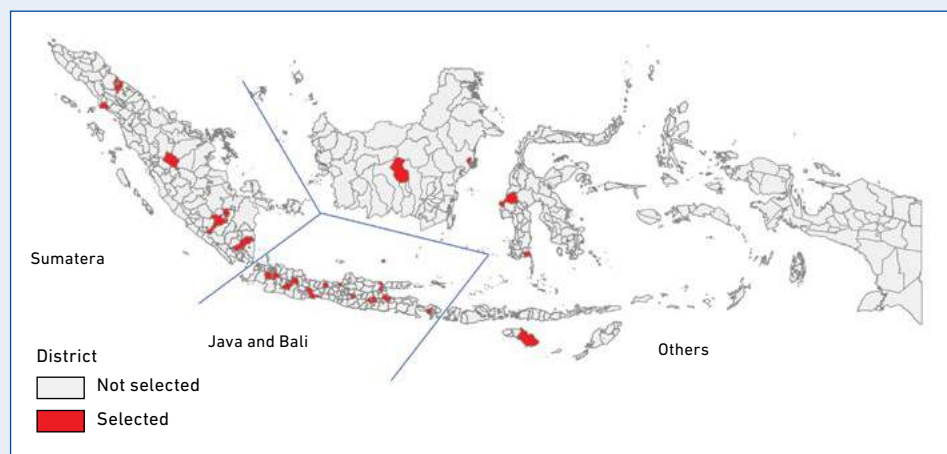 Sumatera
Java and Bali
Others
District
Not selected
Selected